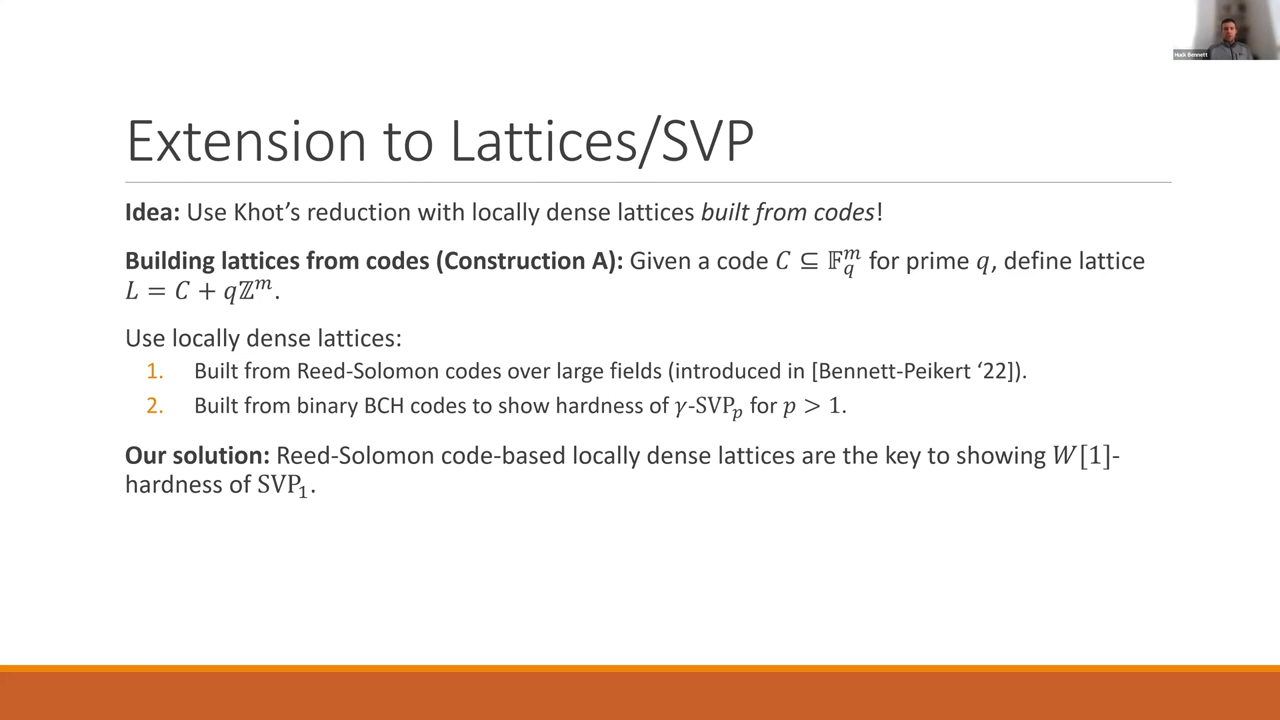 Huck Bennett
Extension to Lattices/SVP
Idea: Use Khot’s reduction with locally dense lattices built from codes!
Building lattices from codes (Construction A): Given a code 𝐶 ⊆ 𝔽_q^m for prime 𝑞, define lattice
𝐿 = 𝐶 + 𝑞ℤ^m.
Use locally dense lattices:
1. Built from Reed-Solomon codes over large fields (introduced in [Bennett-Peikert ‘22]).
2. Built from binary BCH codes to show hardness of 𝛾-SVP_p for 𝑝 > 1.
Our solution: Reed-Solomon code-based locally dense lattices are the key to showing 𝑊[1]-
hardness of SVP₁.